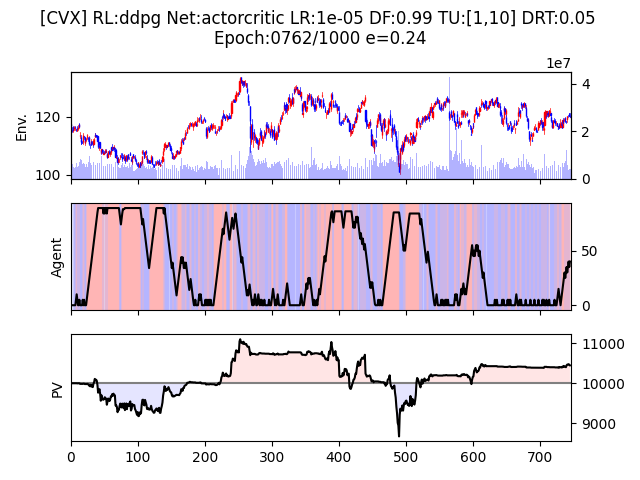 [CVX] RL:ddpg Net:actorcritic LR:1e-05 DF:0.99 TU:[1,10] DRT:0.05
Epoch:0762/1000 e=0.24
1e7
Env.
120
100
4
2
0
Agent
50
0
PV
11000
10000
9000
0 100 200 300 400 500 600 700